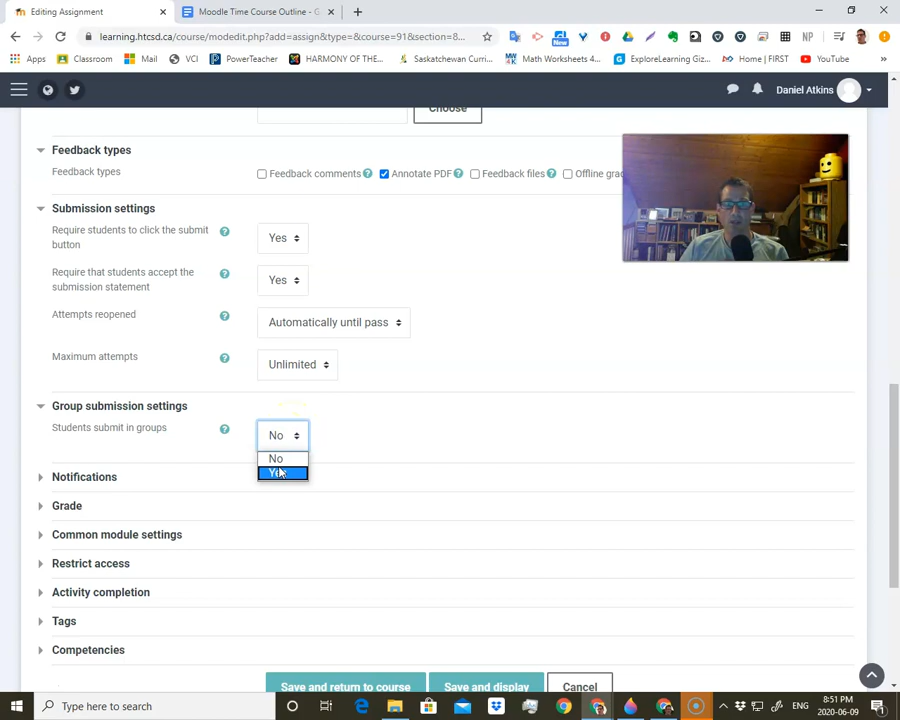 Editing Assignment
Moodle Time Course Outline - G
learning.htcsd.ca/course/modedit.php?add=assign&type=&course=91&section=8...
Apps Classroom Mail VCI PowerTeacher HARMONY OF THE... Saskatchewan Curri... Math Worksheets 4... ExploreLearning Giz... Home | FIRST YouTube
New
NP
Daniel Atkins
Choose
Feedback types
Feedback types Feedback comments Annotate PDF Feedback files Offline grad
Submission settings
Require students to click the submit
button
Yes
Require that students accept the
submission statement
Yes
Attempts reopened Automatically until pass
Maximum attempts Unlimited
Group submission settings
Students submit in groups No
No
Yes
Notifications
Grade
Common module settings
Restrict access
Activity completion
Tags
Competencies
Save and return to course Save and display Cancel
Type here to search
ENG
8:51 PM
2020-06-09
1